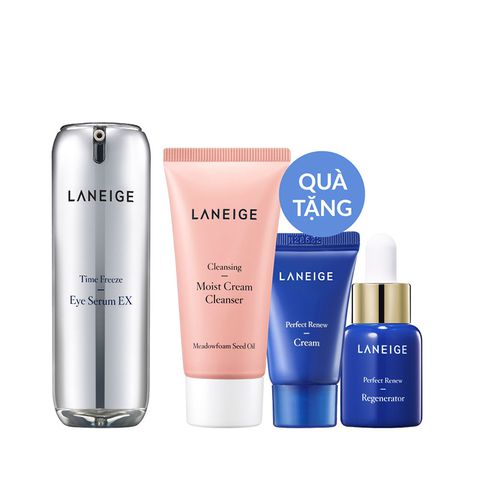 LANEIGE
Time Freeze
Eye Serum EX
LANEIGE
Cleansing
Moist Cream
Cleanser
Meadowfoam Seed Oil
QUÀ
TẶNG
LANEIGE
Perfect Renew
Cream
LANEIGE
Perfect Renew
Regenerator